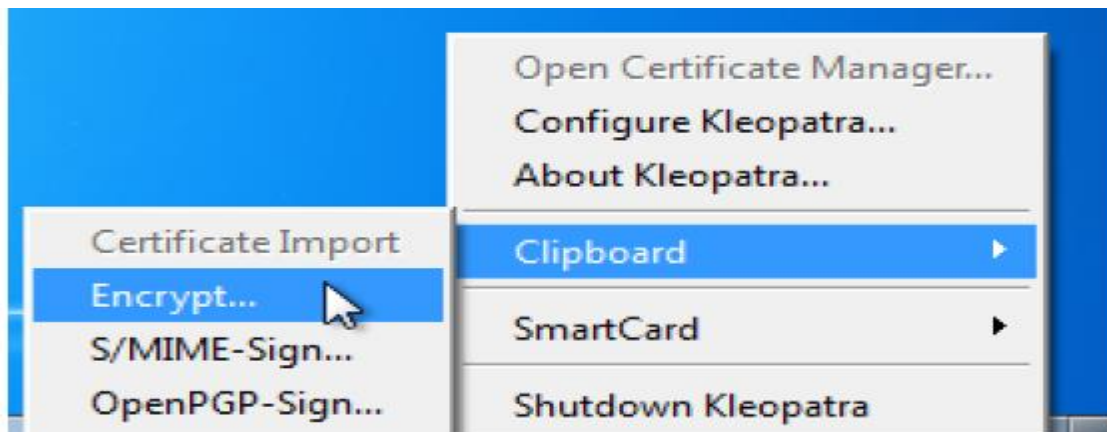 Open Certificate Manager...
Configure Kleopatra...
About Kleopatra...
Clipboard
SmartCard
Shutdown Kleopatra
Certificate Import
Encrypt...
S/MIME-Sign...
OpenPGP-Sign...